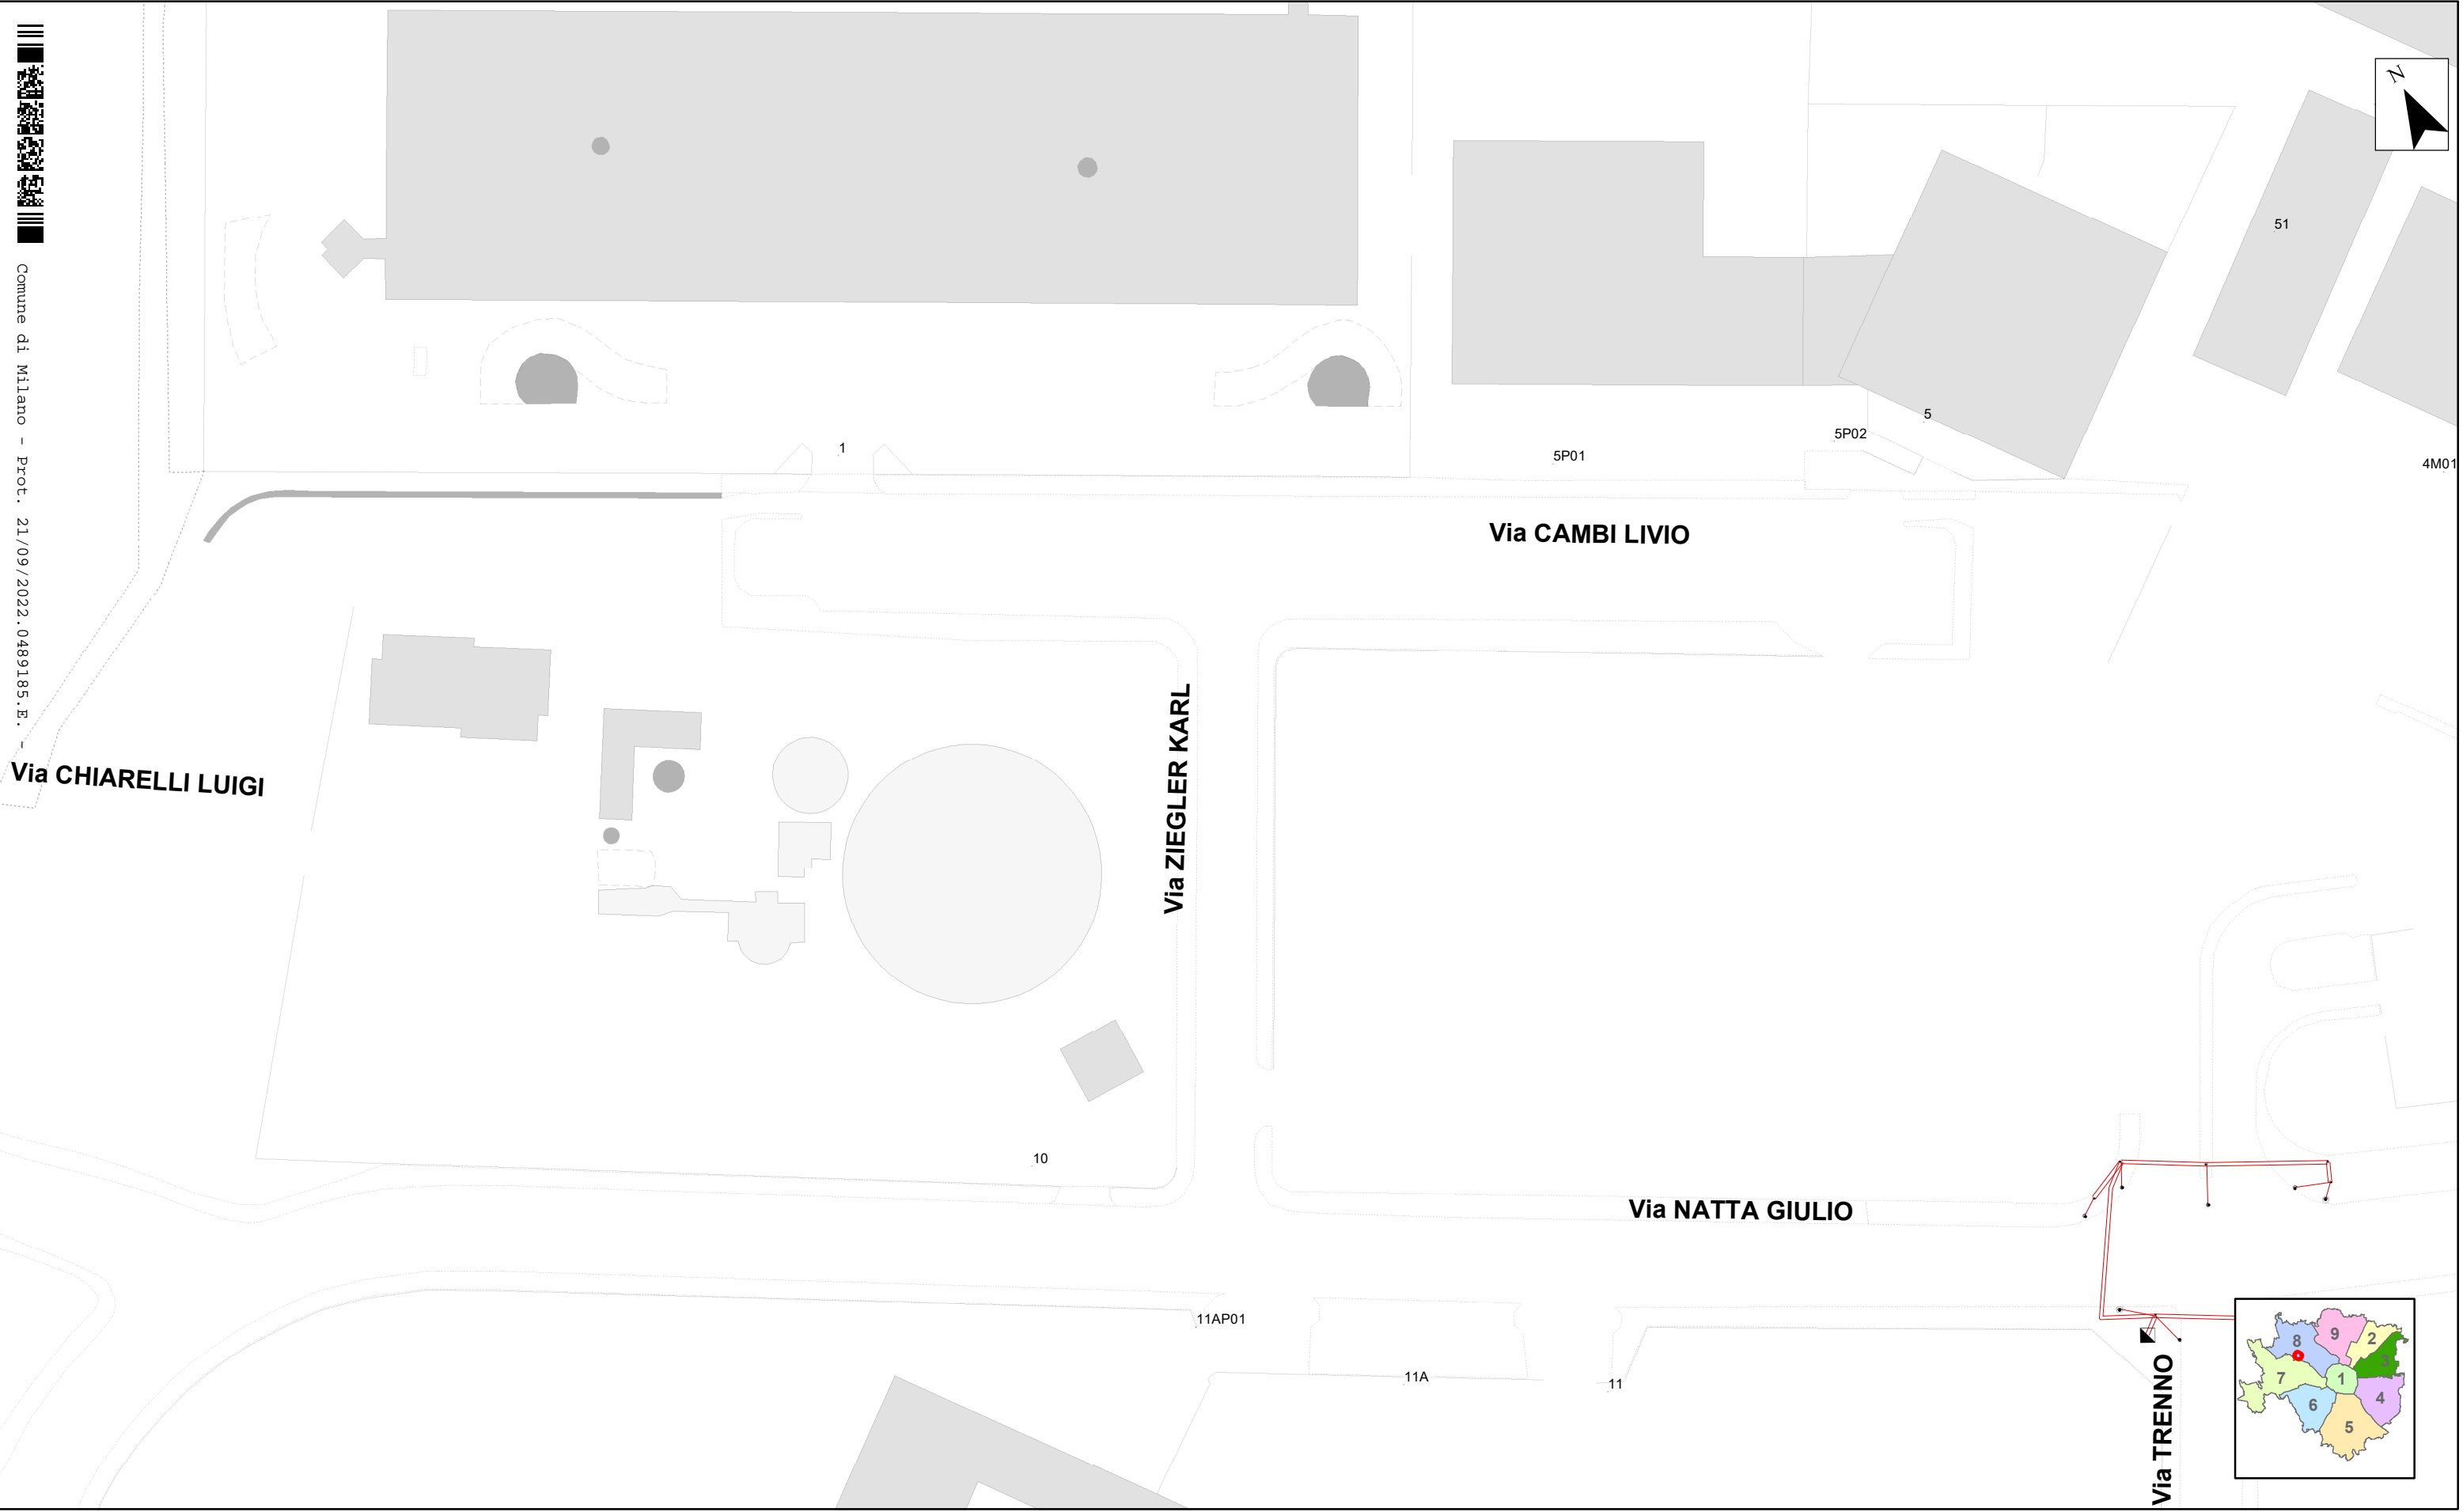 Comune di Milano - Prot. 21/09/2022.0489185.E. -
N
51
1
5P01
5P02
5
4M01
Via CAMBI LIVIO
Via CHIARELLI LUIGI
Via ZIEGLER KARL
10
Via NATTA GIULIO
11AP01
11A
11
Via TRENNO
8
9
2
3
7
1
4
6
5